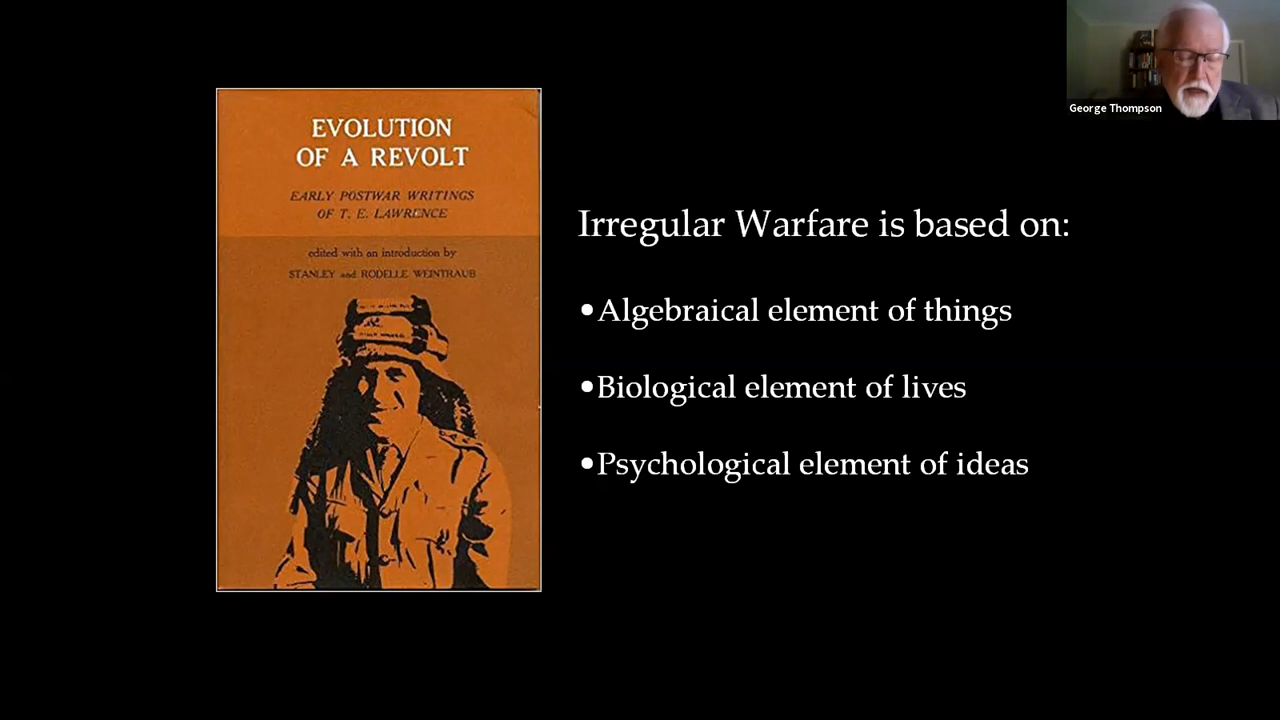 EVOLUTION
OF A REVOLT
EARLY POSTWAR WRITINGS
OF T. E. LAWRENCE
edited with an introduction by
STANLEY and RODELLE WEINTRAUB
George Thompson
Irregular Warfare is based on:
•Algebraical element of things
•Biological element of lives
•Psychological element of ideas